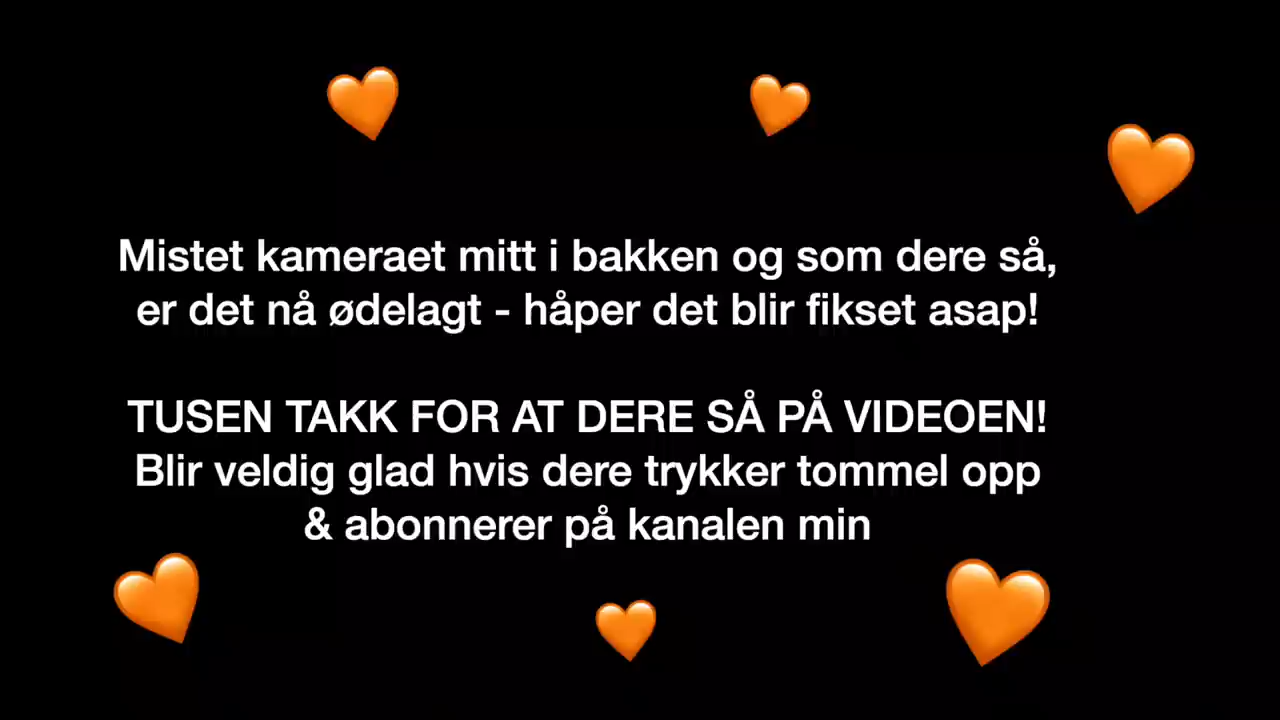 Mistet kameraet mitt i bakken og som dere så,
er det nå ødelagt - håper det blir fikset asap!
TUSEN TAKK FOR AT DERE SÅ PÅ VIDEOEN!
Blir veldig glad hvis dere trykker tommel opp
& abonnerer på kanalen min